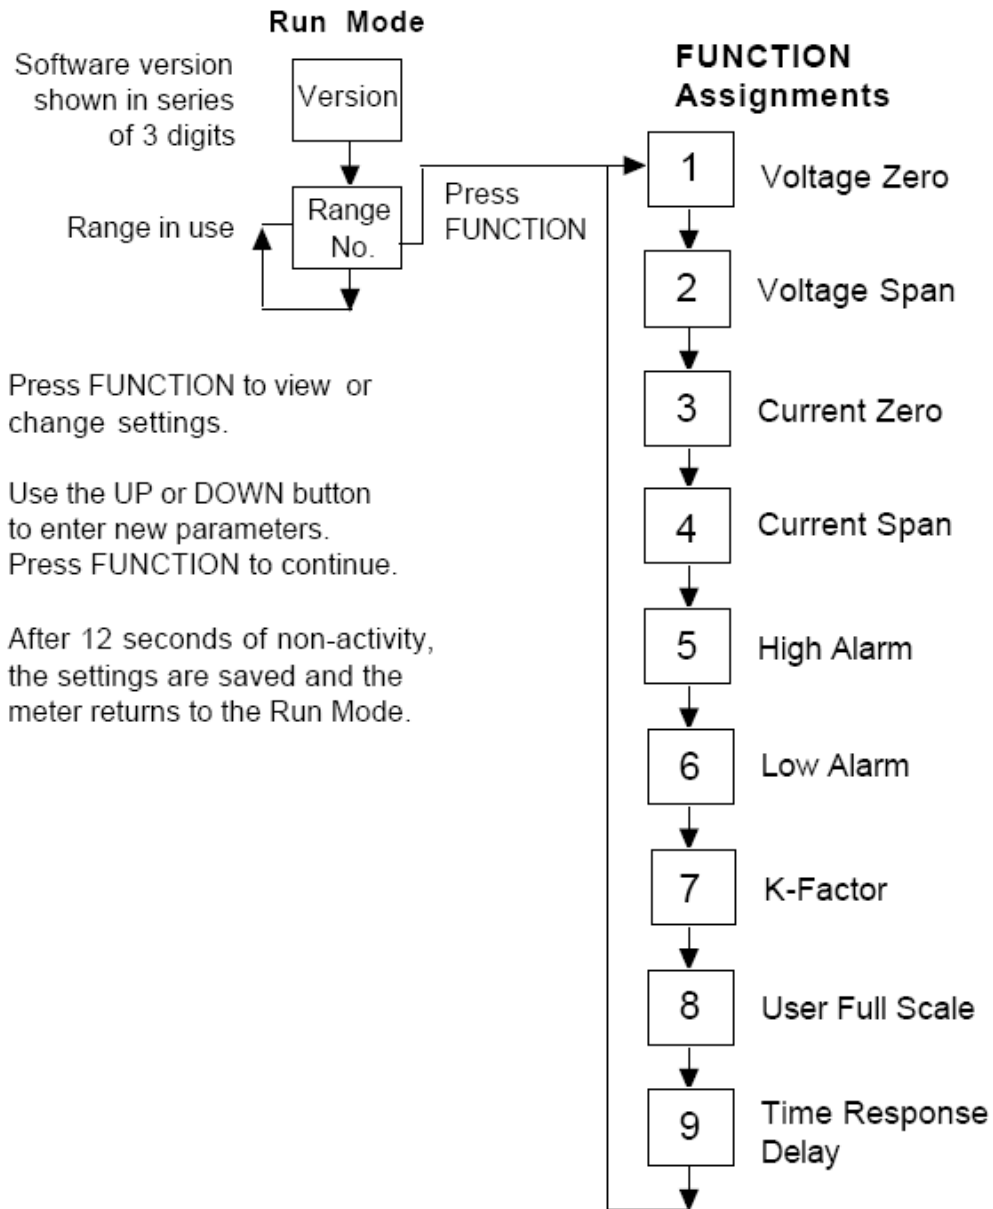 Run Mode
Software version
shown in series
of 3 digits
Version
Range in use
Range
No.
Press
FUNCTION
Press FUNCTION to view or
change settings.
Use the UP or DOWN button
to enter new parameters.
Press FUNCTION to continue.
After 12 seconds of non-activity,
the settings are saved and the
meter returns to the Run Mode.
FUNCTION
Assignments
1 Voltage Zero
2 Voltage Span
3 Current Zero
4 Current Span
5 High Alarm
6 Low Alarm
7 K-Factor
8 User Full Scale
9 Time Response
Delay